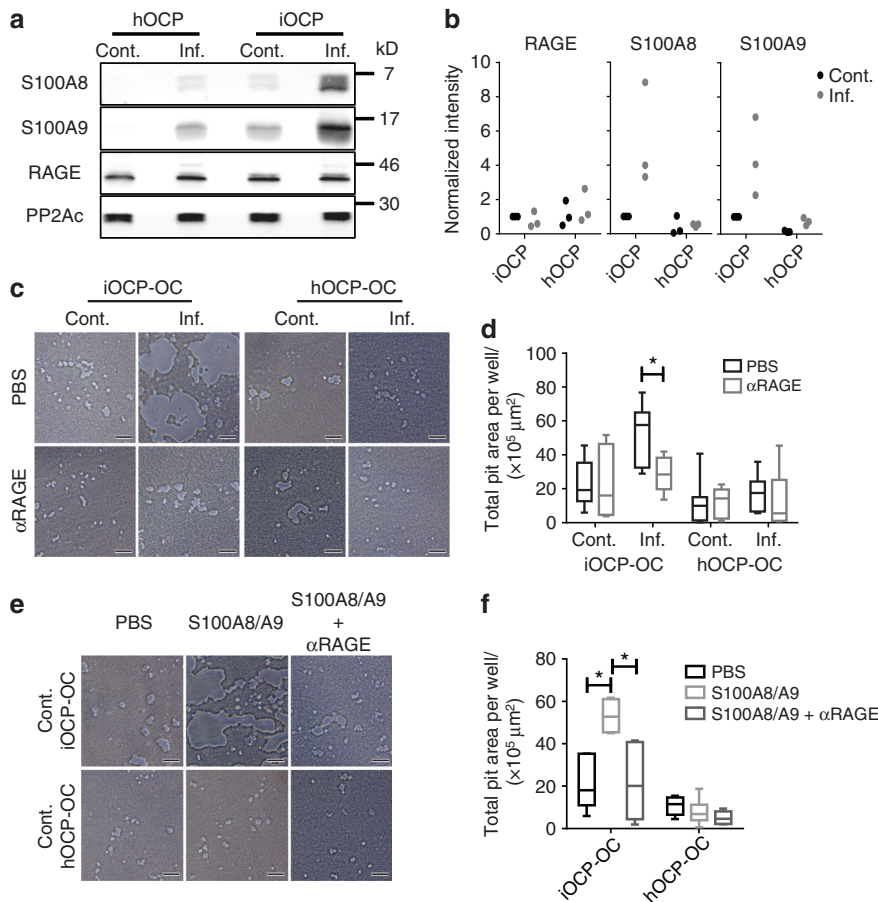 a
hOCP iOCP
Cont. Inf. Cont. Inf. kD
S100A8 7
S100A9 17
RAGE 46
PP2Ac 30
b
RAGE S100A8 S100A9
Cont.
Inf.
Normalized intensity
10
8
6
4
2
0
iOCP hOCP iOCP hOCP iOCP hOCP
c
iOCP-OC hOCP-OC
Cont. Inf. Cont. Inf.
PBS
αRAGE
d
Total pit area per well/
(×10⁵ μm²)
100
80
60
40
20
0
*
PBS
αRAGE
Cont. Inf. Cont. Inf.
iOCP-OC hOCP-OC
e
PBS S100A8/A9 S100A8/A9
+
αRAGE
Cont.
iOCP-OC
Cont.
hOCP-OC
f
Total pit area per well/
(×10⁵ μm²)
80
60
40
20
0
* *
PBS
S100A8/A9
S100A8/A9 + αRAGE
iOCP-OC hOCP-OC